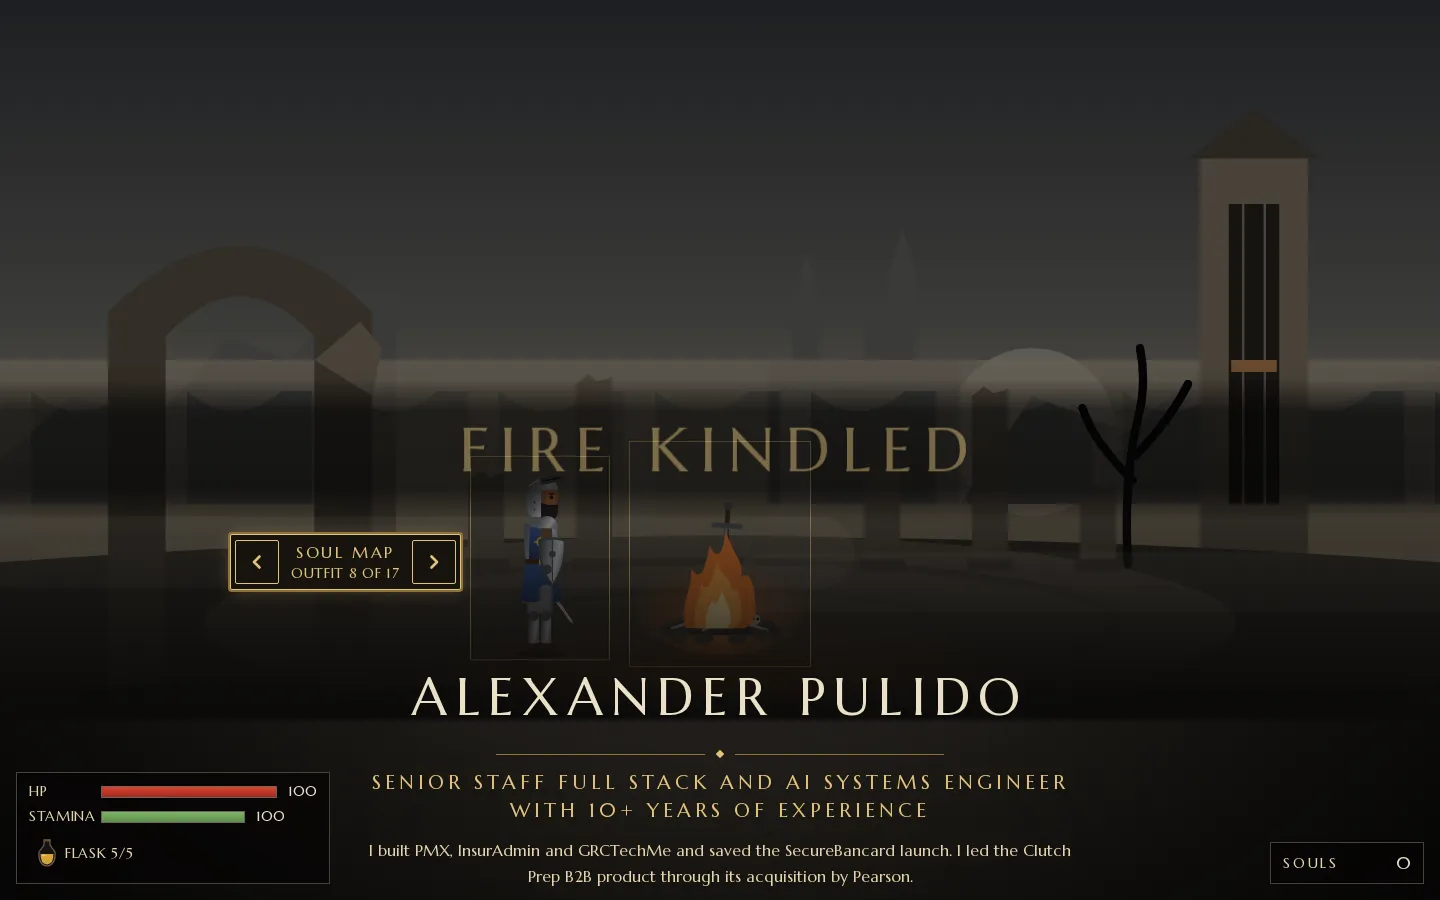 FIRE KINDLED
SOUL MAP
OUTFIT 8 OF 17
ALEXANDER PULIDO
SENIOR STAFF FULL STACK AND AI SYSTEMS ENGINEER
WITH 10+ YEARS OF EXPERIENCE
I built PMX, InsurAdmin and GRCTechMe and saved the SecureBancard launch. I led the Clutch
Prep B2B product through its acquisition by Pearson.
HP 100
STAMINA 100
FLASK 5/5
SOULS 0